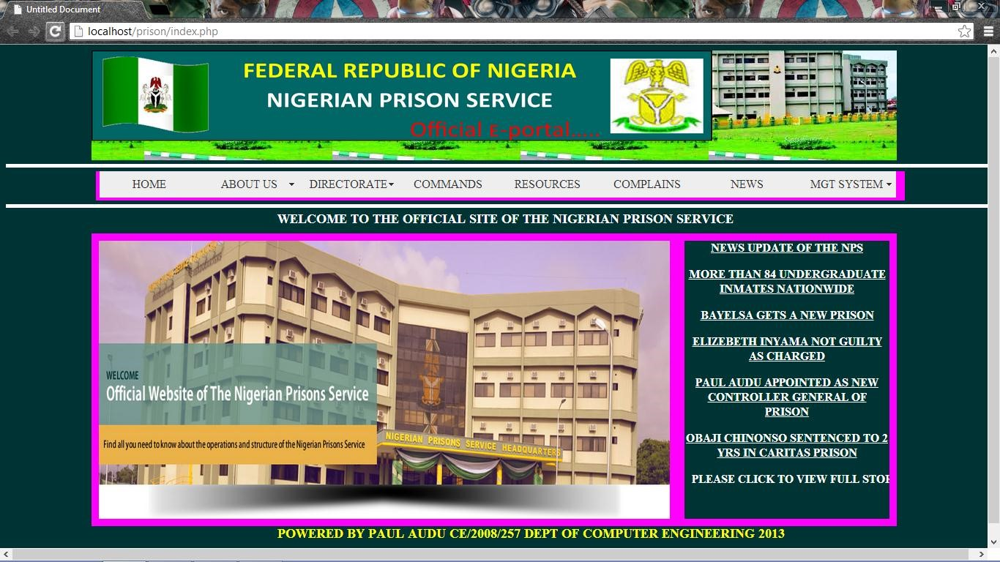 Untitled Document
localhost/prison/index.php
FEDERAL REPUBLIC OF NIGERIA
NIGERIAN PRISON SERVICE
Official E-portal.....
HOME ABOUT US DIRECTORATE COMMANDS RESOURCES COMPLAINS NEWS MGT SYSTEM
WELCOME TO THE OFFICIAL SITE OF THE NIGERIAN PRISON SERVICE
WELCOME
Official Website of The Nigerian Prisons Service
Find all you need to know about the operations and structure of the Nigerian Prisons Service
NIGERIAN PRISONS SERVICE HEADQUARTERS
NEWS UPDATE OF THE NPS
MORE THAN 84 UNDERGRADUATE
INMATES NATIONWIDE
BAYELSA GETS A NEW PRISON
ELIZEBETH INYAMA NOT GUILTY
AS CHARGED
PAUL AUDU APPOINTED AS NEW
CONTROLLER GENERAL OF
PRISON
OBAJI CHINONSO SENTENCED TO 2
YRS IN CARITAS PRISON
PLEASE CLICK TO VIEW FULL
POWERED BY PAUL AUDU CE/2008/257 DEPT OF COMPUTER ENGINEERING 2013